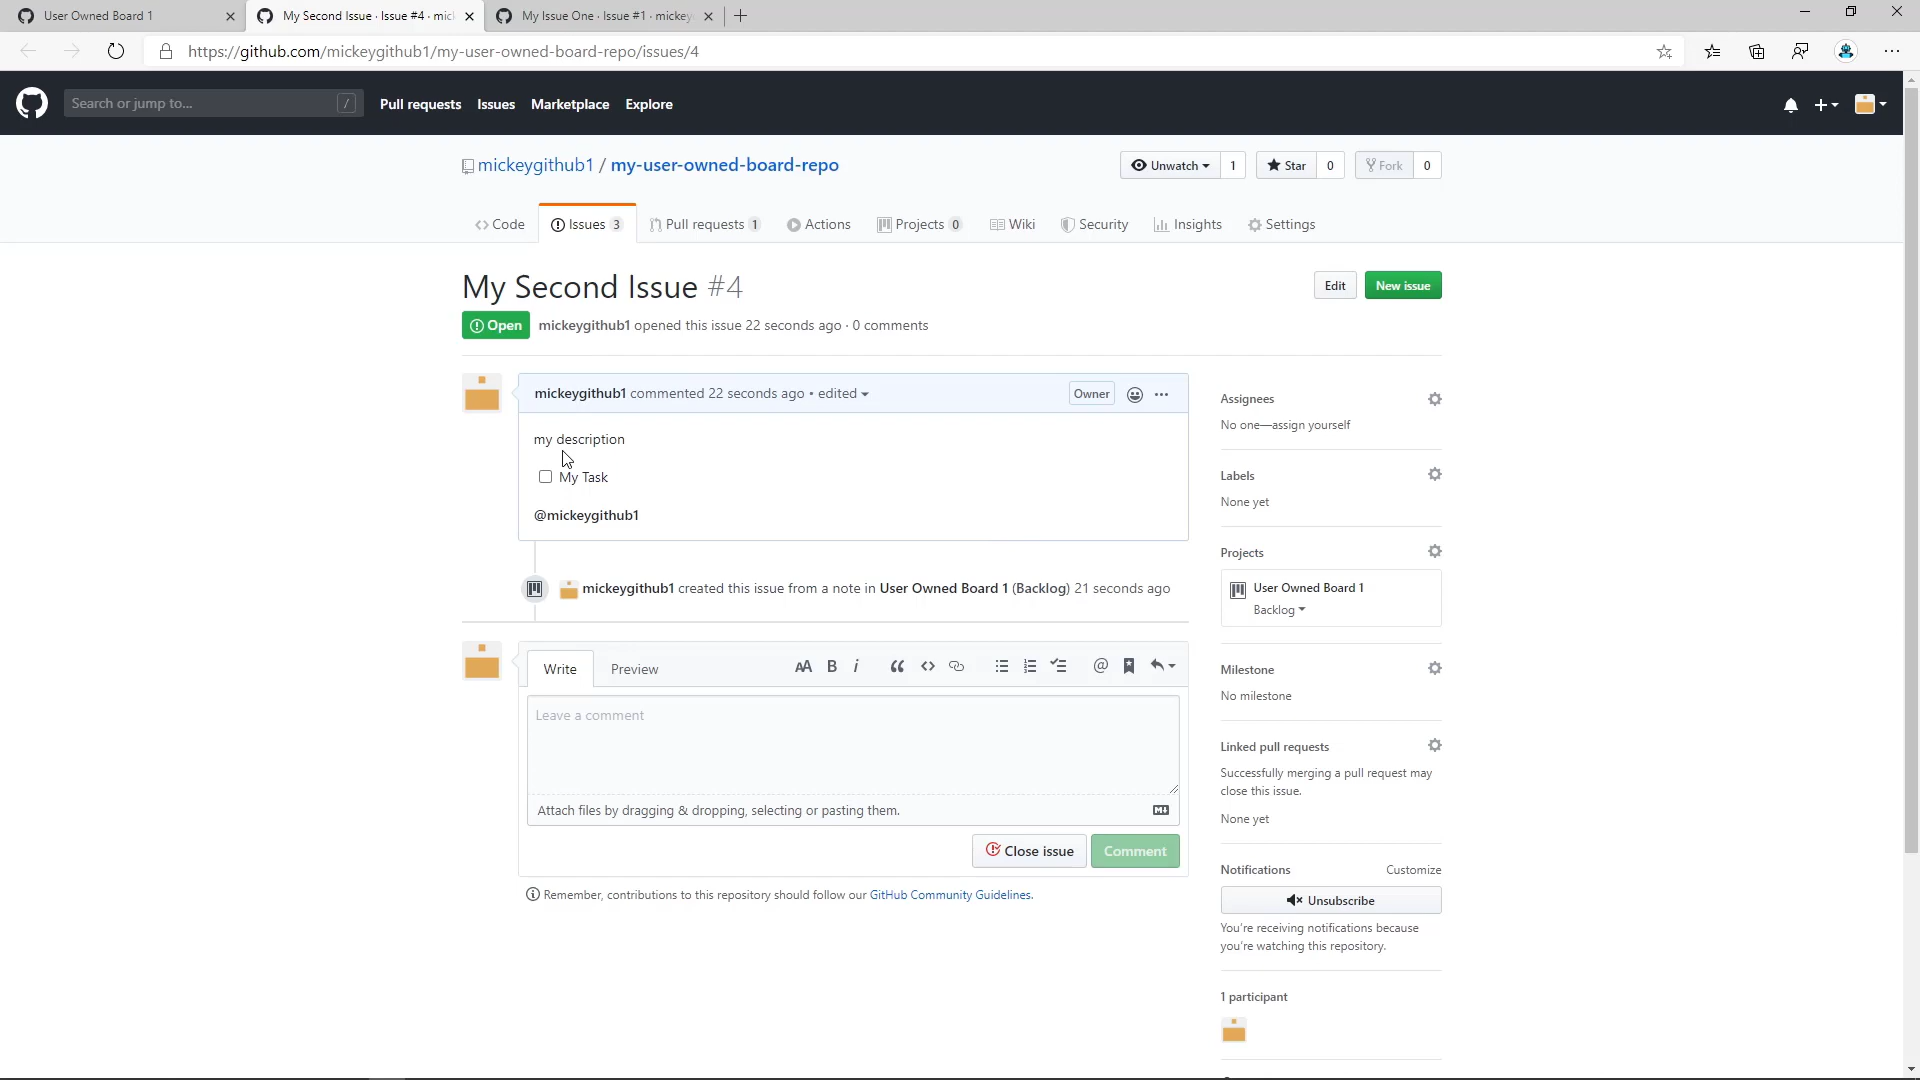 User Owned Board 1
My Second Issue · Issue #4 · mic
My Issue One · Issue #1 · mickey
https://github.com/mickeygithub1/my-user-owned-board-repo/issues/4
Search or jump to... /
Pull requests Issues Marketplace Explore
mickeygithub1 / my-user-owned-board-repo
Unwatch 1 Star 0 Fork 0
Code Issues 3 Pull requests 1 Actions Projects 0 Wiki Security Insights Settings
My Second Issue #4
Edit New issue
Open mickeygithub1 opened this issue 22 seconds ago · 0 comments
mickeygithub1 commented 22 seconds ago • edited Owner
my description
My Task
@mickeygithub1
mickeygithub1 created this issue from a note in User Owned Board 1 (Backlog) 21 seconds ago
Write Preview AA B i @
Leave a comment
Attach files by dragging & dropping, selecting or pasting them.
Close issue Comment
Remember, contributions to this repository should follow our GitHub Community Guidelines.
Assignees
No one—assign yourself
Labels
None yet
Projects
User Owned Board 1
Backlog
Milestone
No milestone
Linked pull requests
Successfully merging a pull request may
close this issue.
None yet
Notifications Customize
Unsubscribe
You're receiving notifications because
you're watching this repository.
1 participant